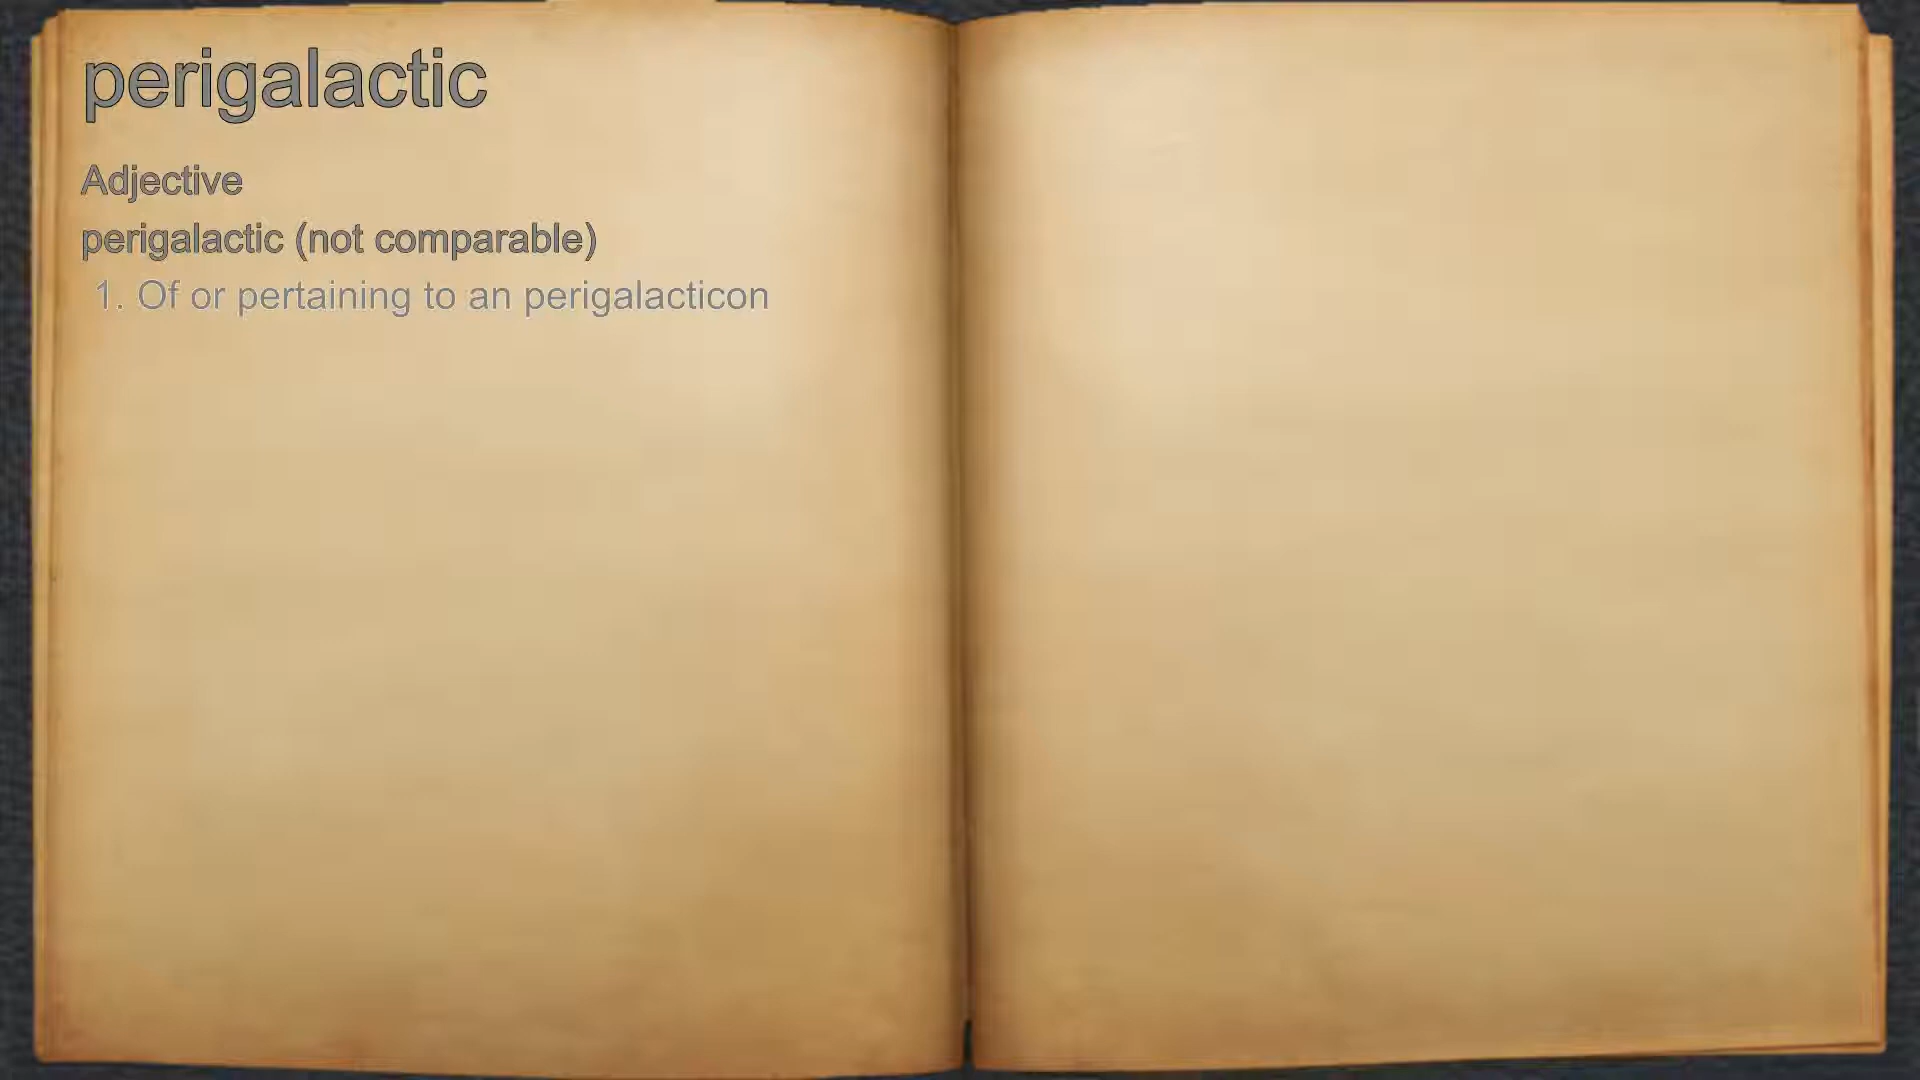 perigalactic
Adjective
perigalactic (not comparable)
1. Of or pertaining to an perigalacticon